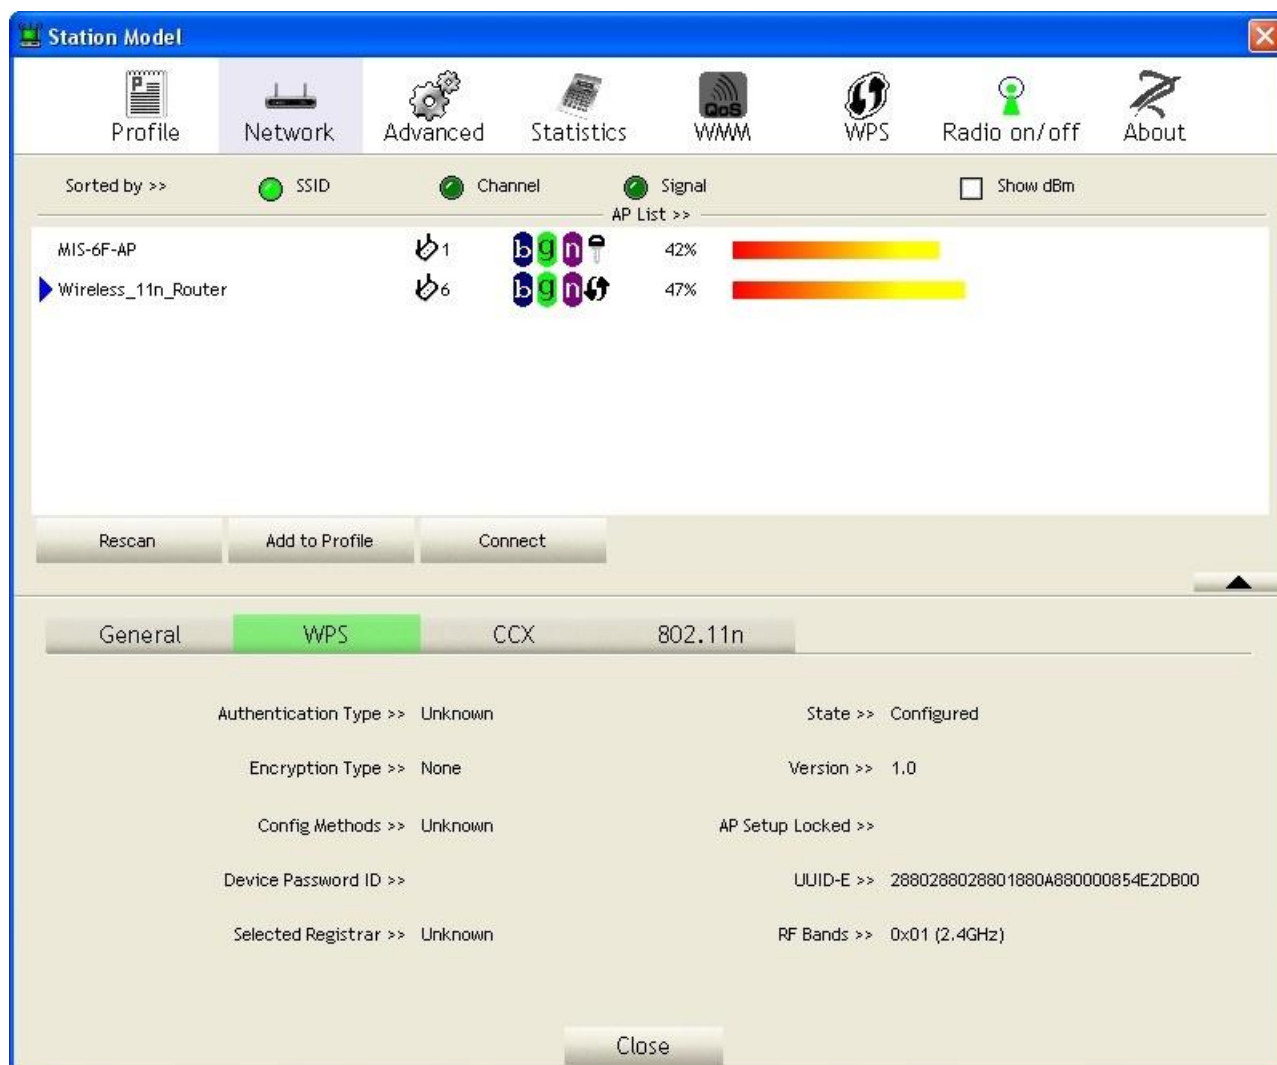 Station Model
Profile Network Advanced Statistics WMM WPS Radio on/off About
Sorted by >> SSID Channel Signal Show dBm
AP List >>
MIS-6F-AP 1 b g n 42%
Wireless_11n_Router 6 b g n 47%
Rescan Add to Profile Connect
General WPS CCX 802.11n
Authentication Type >> Unknown State >> Configured
Encryption Type >> None Version >> 1.0
Config Methods >> Unknown AP Setup Locked >>
Device Password ID >> UUID-E >> 2880288028801880A880000854E2DB00
Selected Registrar >> Unknown RF Bands >> 0x01 (2.4GHz)
Close